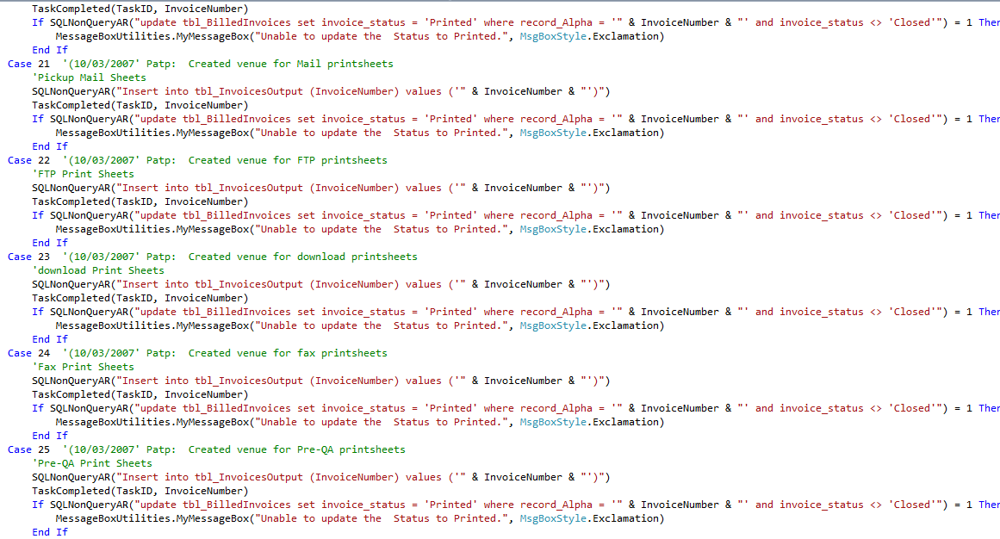 TaskCompleted(TaskID, InvoiceNumber)
If SQLNonQueryAR("update tbl_BilledInvoices set invoice_status = 'Printed' where record_Alpha = '" & InvoiceNumber & "' and invoice_status <> 'Closed'") = 1 Then
MessageBoxUtilities.MyMessageBox("Unable to update the  Status to Printed.", MsgBoxStyle.Exclamation)
End If
Case 21  '(10/03/2007' Patp:  Created venue for Mail printsheets
'Pickup Mail Sheets
SQLNonQueryAR("Insert into tbl_InvoicesOutput (InvoiceNumber) values ('" & InvoiceNumber & "')")
TaskCompleted(TaskID, InvoiceNumber)
If SQLNonQueryAR("update tbl_BilledInvoices set invoice_status = 'Printed' where record_Alpha = '" & InvoiceNumber & "' and invoice_status <> 'Closed'") = 1 Then
MessageBoxUtilities.MyMessageBox("Unable to update the  Status to Printed.", MsgBoxStyle.Exclamation)
End If
Case 22  '(10/03/2007' Patp:  Created venue for FTP printsheets
'FTP Print Sheets
SQLNonQueryAR("Insert into tbl_InvoicesOutput (InvoiceNumber) values ('" & InvoiceNumber & "')")
TaskCompleted(TaskID, InvoiceNumber)
If SQLNonQueryAR("update tbl_BilledInvoices set invoice_status = 'Printed' where record_Alpha = '" & InvoiceNumber & "' and invoice_status <> 'Closed'") = 1 Then
MessageBoxUtilities.MyMessageBox("Unable to update the  Status to Printed.", MsgBoxStyle.Exclamation)
End If
Case 23  '(10/03/2007' Patp:  Created venue for download printsheets
'download Print Sheets
SQLNonQueryAR("Insert into tbl_InvoicesOutput (InvoiceNumber) values ('" & InvoiceNumber & "')")
TaskCompleted(TaskID, InvoiceNumber)
If SQLNonQueryAR("update tbl_BilledInvoices set invoice_status = 'Printed' where record_Alpha = '" & InvoiceNumber & "' and invoice_status <> 'Closed'") = 1 Then
MessageBoxUtilities.MyMessageBox("Unable to update the  Status to Printed.", MsgBoxStyle.Exclamation)
End If
Case 24  '(10/03/2007' Patp:  Created venue for fax printsheets
'Fax Print Sheets
SQLNonQueryAR("Insert into tbl_InvoicesOutput (InvoiceNumber) values ('" & InvoiceNumber & "')")
TaskCompleted(TaskID, InvoiceNumber)
If SQLNonQueryAR("update tbl_BilledInvoices set invoice_status = 'Printed' where record_Alpha = '" & InvoiceNumber & "' and invoice_status <> 'Closed'") = 1 Then
MessageBoxUtilities.MyMessageBox("Unable to update the  Status to Printed.", MsgBoxStyle.Exclamation)
End If
Case 25  '(10/03/2007' Patp:  Created venue for Pre-QA printsheets
'Pre-QA Print Sheets
SQLNonQueryAR("Insert into tbl_InvoicesOutput (InvoiceNumber) values ('" & InvoiceNumber & "')")
TaskCompleted(TaskID, InvoiceNumber)
If SQLNonQueryAR("update tbl_BilledInvoices set invoice_status = 'Printed' where record_Alpha = '" & InvoiceNumber & "' and invoice_status <> 'Closed'") = 1 Then
MessageBoxUtilities.MyMessageBox("Unable to update the  Status to Printed.", MsgBoxStyle.Exclamation)
End If